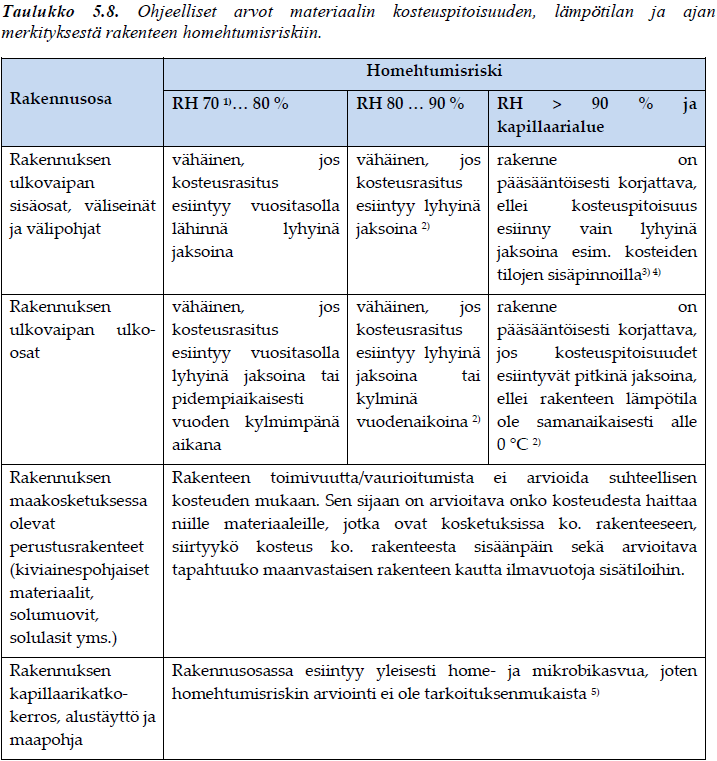 Taulukko 5.8. Ohjeelliset arvot materiaalin kosteuspitoisuuden, lämpötilan ja ajan
merkityksestä rakenteen homehtumisriskiin.
Rakennusosa
Homehtumisriski
RH 70 ¹⁾… 80 %
RH 80 … 90 %
RH > 90 % ja
kapillaarialue
Rakennuksen
ulkovaipan
sisäosat, väliseinät
ja välipohjat
vähäinen, jos
kosteusrasitus
esiintyy vuositasolla
lähinnä lyhyinä
jaksoina
vähäinen, jos
kosteusrasitus
esiintyy lyhyinä
jaksoina ²⁾
rakenne on
pääsääntöisesti korjattava,
ellei kosteuspitoisuus
esiinny vain lyhyinä
jaksoina esim. kosteiden
tilojen sisäpinnoilla³⁾ ⁴⁾
Rakennuksen
ulkovaipan ulko-
osat
vähäinen, jos
kosteusrasitus
esiintyy vuositasolla
lyhyinä jaksoina tai
pidempiaikaisesti
vuoden kylmimpänä
aikana
vähäinen, jos
kosteusrasitus
esiintyy lyhyinä
jaksoina tai
kylminä
vuodenaikoina ²⁾
rakenne on
pääsääntöisesti korjattava,
jos kosteuspitoisuudet
esiintyvät pitkinä jaksoina,
ellei rakenteen lämpötila
ole samanaikaisesti alle
0 °C ²⁾
Rakennuksen
maakosketuksessa
olevat
perustusrakenteet
(kiviainespohjaiset
materiaalit,
solumuovit,
solulasit yms.)
Rakenteen toimivuutta/vaurioitumista ei arvioida suhteellisen
kosteuden mukaan. Sen sijaan on arvioitava onko kosteudesta haittaa
niille materiaaleille, jotka ovat kosketuksissa ko. rakenteeseen,
siirtyykö kosteus ko. rakenteesta sisäänpäin sekä arvioitava
tapahtuuko maanvastaisen rakenteen kautta ilmavuotoja sisätiloihin.
Rakennuksen
kapillaarikatko-
kerros, alustäyttö ja
maapohja
Rakennusosassa esiintyy yleisesti home- ja mikrobikasvua, joten
homehtumisriskin arviointi ei ole tarkoituksenmukaista ⁵⁾